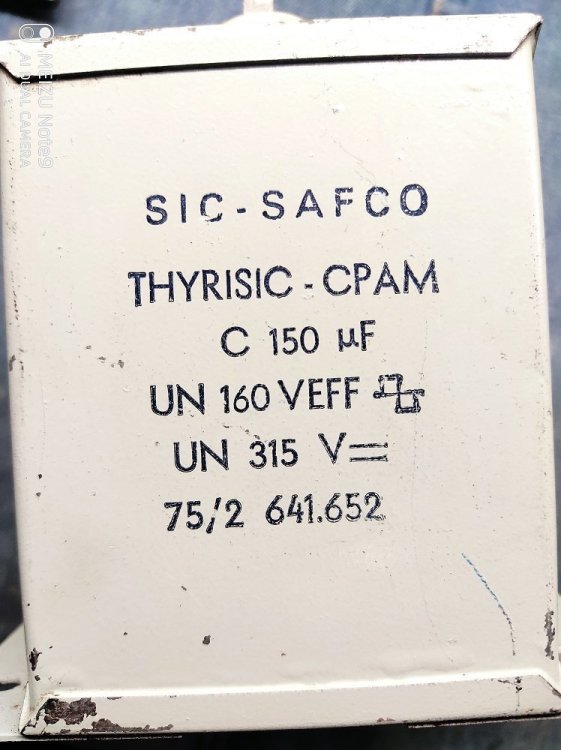 SIC-SAFCO
THYRISIC-CPAM
C 150 µF
UN 160 VEFF
UN 315 V⎓
75/2 641.652
MEIZU Note9
AI DUAL CAMERA